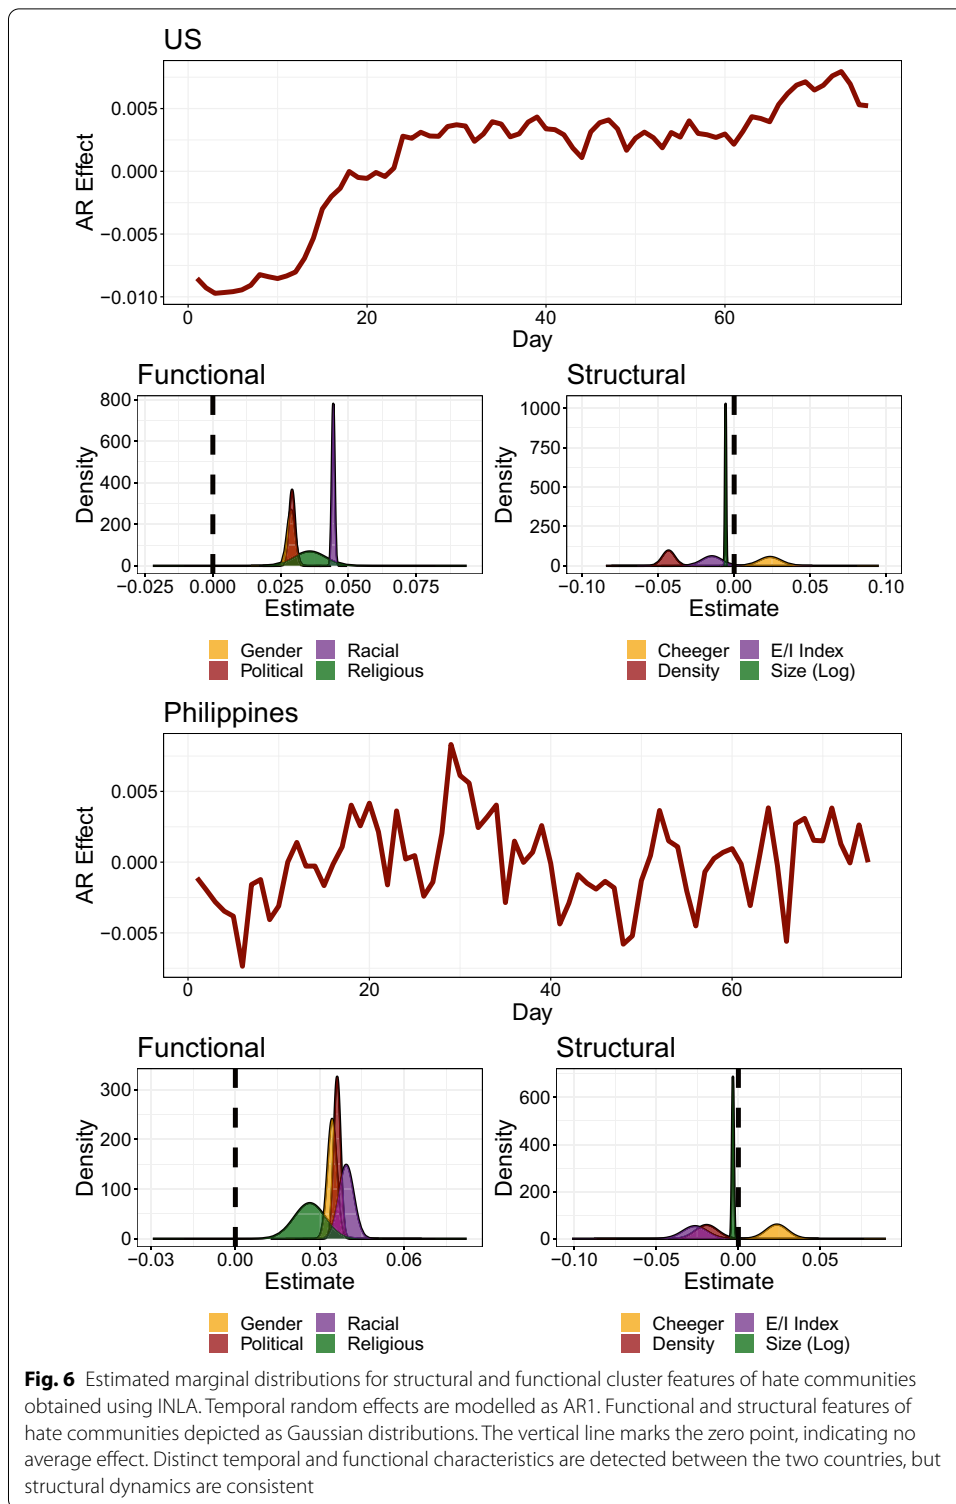 US
AR Effect
0.005
0.000
−0.005
−0.010
0 20 40 60
Day
Functional
Density
800
600
400
200
0
−0.025 0.000 0.025 0.050 0.075
Estimate
Gender Racial
Political Religious
Structural
Density
1000
750
500
250
0
−0.10 −0.05 0.00 0.05 0.10
Estimate
Cheeger E/I Index
Density Size (Log)
Philippines
AR Effect
0.005
0.000
−0.005
0 20 40 60
Day
Functional
Density
300
200
100
0
−0.03 0.00 0.03 0.06
Estimate
Gender Racial
Political Religious
Structural
Density
600
400
200
0
−0.10 −0.05 0.00 0.05
Estimate
Cheeger E/I Index
Density Size (Log)
Fig. 6 Estimated marginal distributions for structural and functional cluster features of hate communities
obtained using INLA. Temporal random effects are modelled as AR1. Functional and structural features of
hate communities depicted as Gaussian distributions. The vertical line marks the zero point, indicating no
average effect. Distinct temporal and functional characteristics are detected between the two countries, but
structural dynamics are consistent